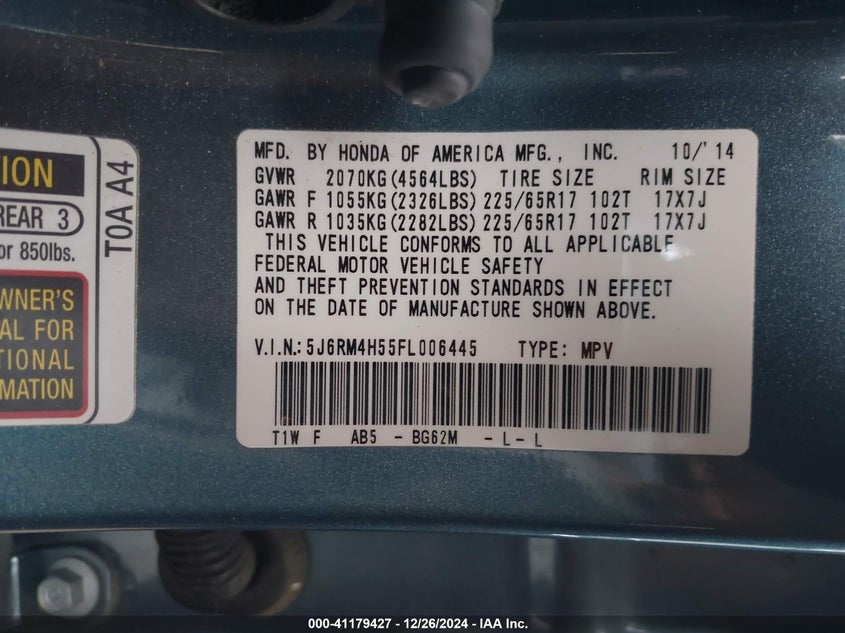 ION
REAR 3
or 850lbs.
WNER'S
AL FOR
TIONAL
MATION
T0A A4
MFD. BY HONDA OF AMERICA MFG., INC. 10/'14
GVWR 2070KG(4564LBS) TIRE SIZE RIM SIZE
GAWR F 1055KG(2326LBS) 225/65R17 102T 17X7J
GAWR R 1035KG(2282LBS) 225/65R17 102T 17X7J
THIS VEHICLE CONFORMS TO ALL APPLICABLE
FEDERAL MOTOR VEHICLE SAFETY
AND THEFT PREVENTION STANDARDS IN EFFECT
ON THE DATE OF MANUFACTURE SHOWN ABOVE.
V.I.N.: 5J6RM4H55FL006445 TYPE: MPV
T1W F AB5 - BG62M - L - L
000-41179427 - 12/26/2024 - IAA Inc.